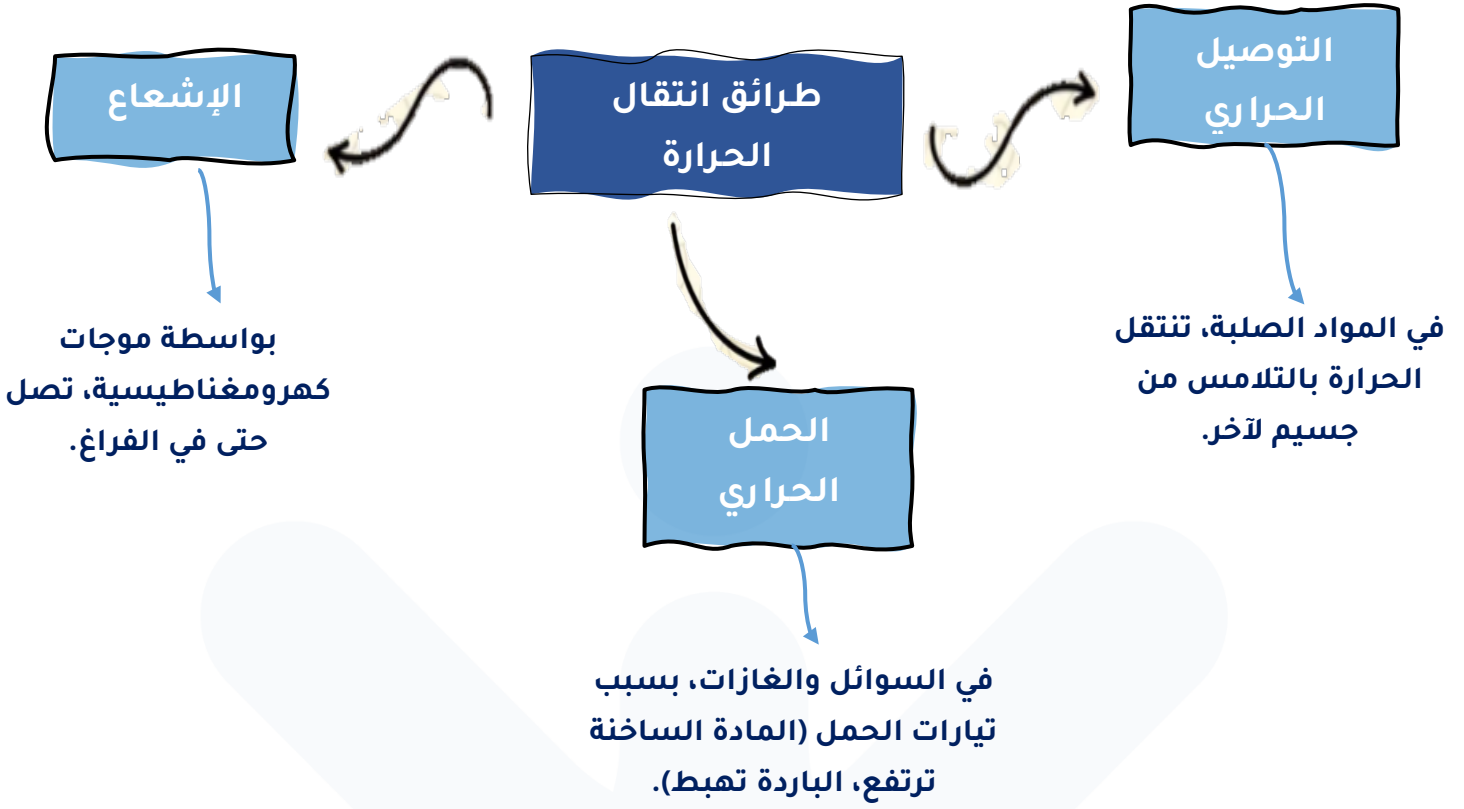 طرائق انتقال
الحرارة
التوصيل
الحراري
في المواد الصلبة، تنتقل
الحرارة بالتلامس من
جسيم لآخر.
الحمل
الحراري
في السوائل والغازات، بسبب
تيارات الحمل (المادة الساخنة
ترتفع، الباردة تهبط).
الإشعاع
بواسطة موجات
كهرومغناطيسية، تصل
حتى في الفراغ.